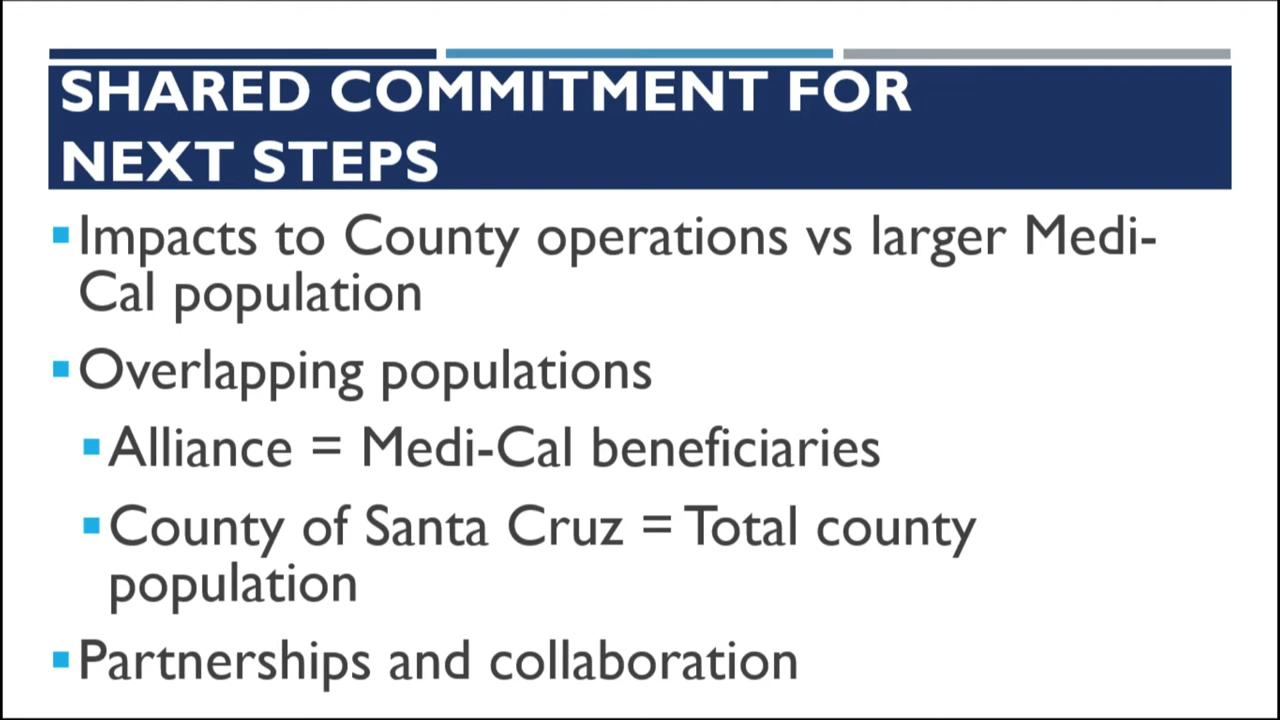 SHARED COMMITMENT FOR
NEXT STEPS
Impacts to County operations vs larger Medi-
Cal population
Overlapping populations
Alliance = Medi-Cal beneficiaries
County of Santa Cruz = Total county
population
Partnerships and collaboration